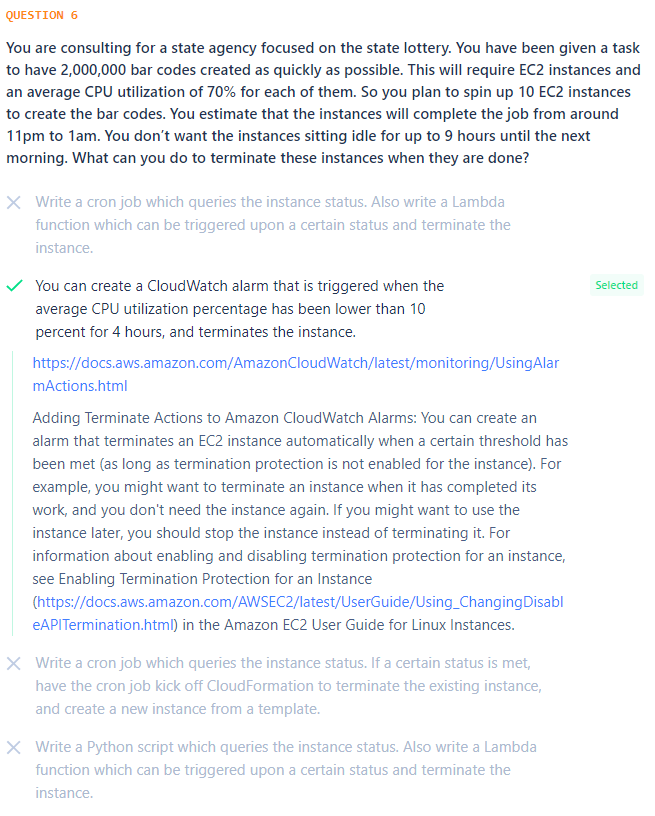 QUESTION 6
You are consulting for a state agency focused on the state lottery. You have been given a task
to have 2,000,000 bar codes created as quickly as possible. This will require EC2 instances and
an average CPU utilization of 70% for each of them. So you plan to spin up 10 EC2 instances
to create the bar codes. You estimate that the instances will complete the job from around
11pm to 1am. You don’t want the instances sitting idle for up to 9 hours until the next
morning. What can you do to terminate these instances when they are done?
Write a cron job which queries the instance status. Also write a Lambda
function which can be triggered upon a certain status and terminate the
instance.
You can create a CloudWatch alarm that is triggered when the
average CPU utilization percentage has been lower than 10
percent for 4 hours, and terminates the instance.
Selected
https://docs.aws.amazon.com/AmazonCloudWatch/latest/monitoring/UsingAlar
mActions.html
Adding Terminate Actions to Amazon CloudWatch Alarms: You can create an
alarm that terminates an EC2 instance automatically when a certain threshold has
been met (as long as termination protection is not enabled for the instance). For
example, you might want to terminate an instance when it has completed its
work, and you don't need the instance again. If you might want to use the
instance later, you should stop the instance instead of terminating it. For
information about enabling and disabling termination protection for an instance,
see Enabling Termination Protection for an Instance
(https://docs.aws.amazon.com/AWSEC2/latest/UserGuide/Using_ChangingDisabl
eAPITermination.html) in the Amazon EC2 User Guide for Linux Instances.
Write a cron job which queries the instance status. If a certain status is met,
have the cron job kick off CloudFormation to terminate the existing instance,
and create a new instance from a template.
Write a Python script which queries the instance status. Also write a Lambda
function which can be triggered upon a certain status and terminate the
instance.